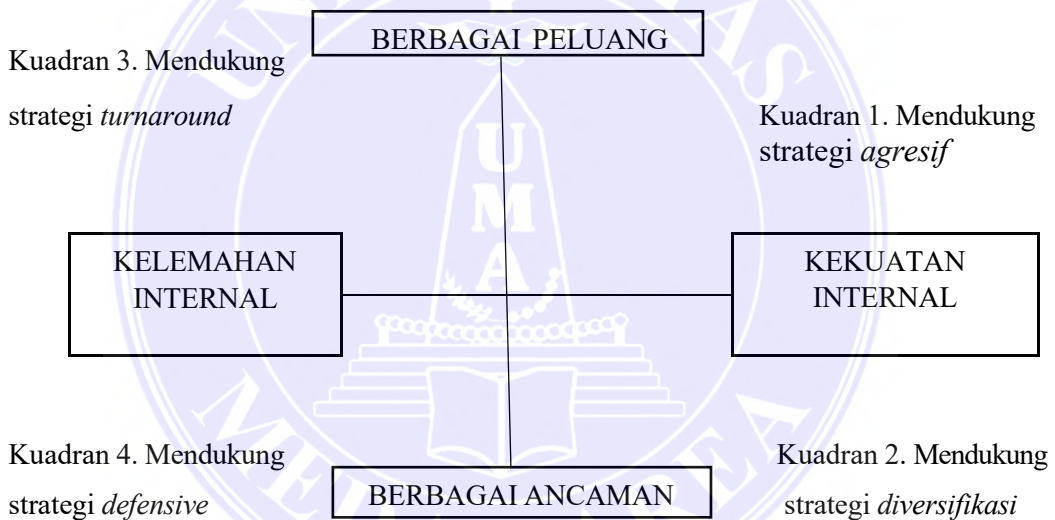 BERBAGAI PELUANG
Kuadran 3. Mendukung
strategi turnaround
Kuadran 1. Mendukung
strategi agresif
UMA
KELEMAHAN
INTERNAL
KEKUATAN
INTERNAL
Kuadran 4. Mendukung
strategi defensive
BERBAGAI ANCAMAN
Kuadran 2. Mendukung
strategi diversifikasi